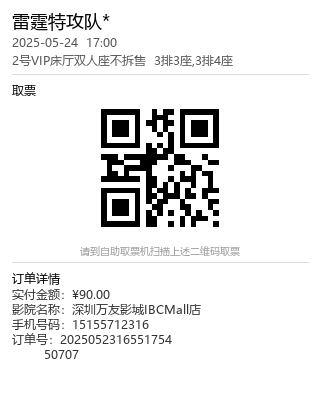 雷霆特攻队*
2025-05-24 17:00
2号VIP床厅双人座不拆售 3排3座,3排4座
取票
请到自助取票机扫描上述二维码取票
订单详情
实付金额：¥90.00
影院名称：深圳万友影城IBCMall店
手机号码：15155712316
订单号：2025052316551754
50707